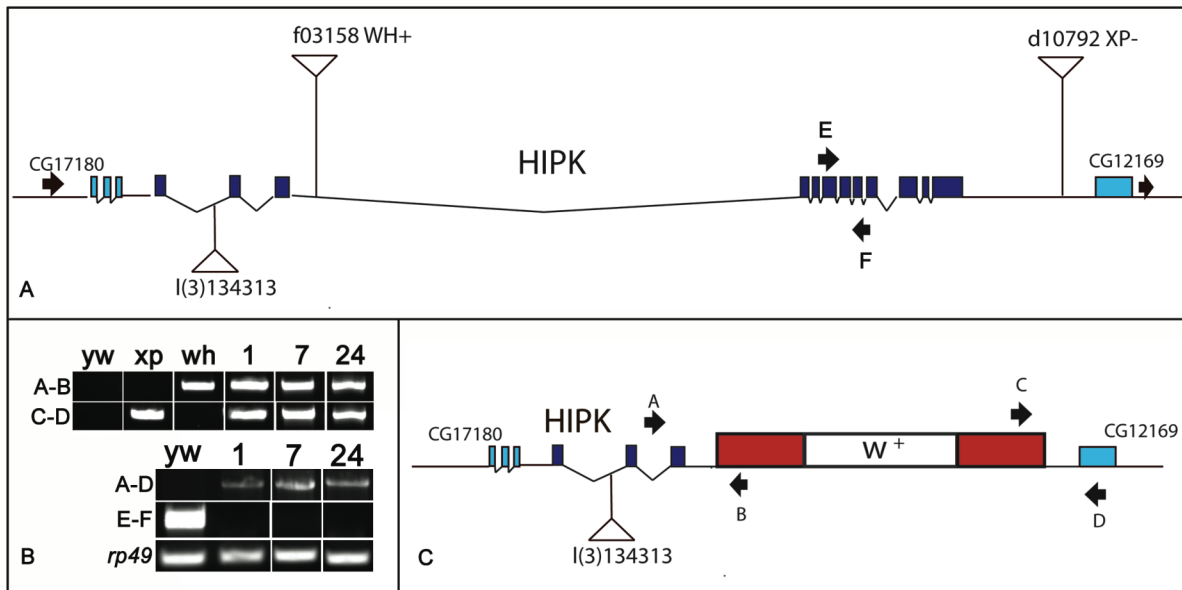 f03158 WH+
d10792 XP-
HIPK
E
CG17180
CG12169
F
l(3)134313
A
yw xp wh 1 7 24
A-B
C-D
yw 1 7 24
A-D
E-F
rp49
B
A
C
HIPK
CG17180
W+
CG12169
B
D
l(3)134313
C